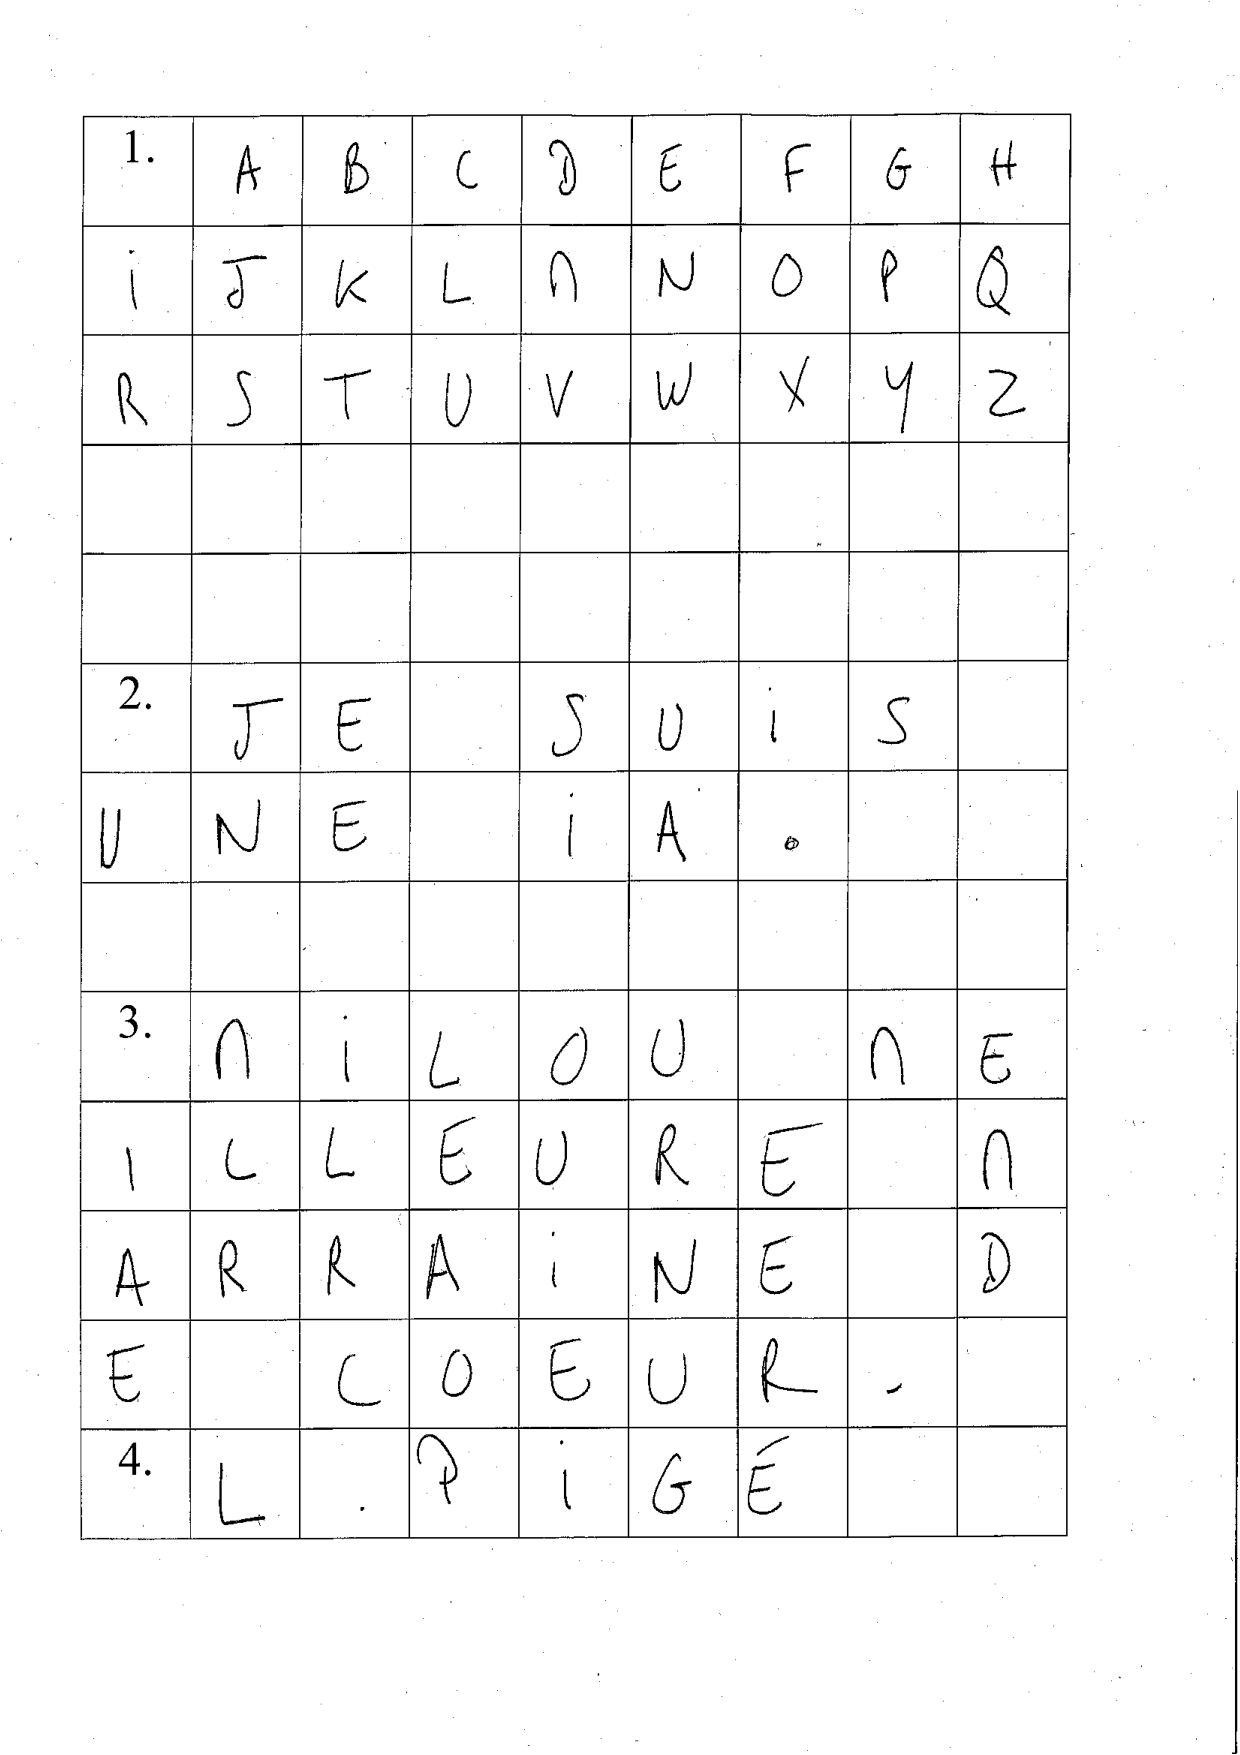 1. A B C D E F G H
i J K L M N O P Q
R S T U V W X Y Z
2. J E   S U i S
U N E   i A .
3. M i L O U   M E
I L L E U R E   M
A R R A i N E   D
E   C O E U R .
4. L . P i G É